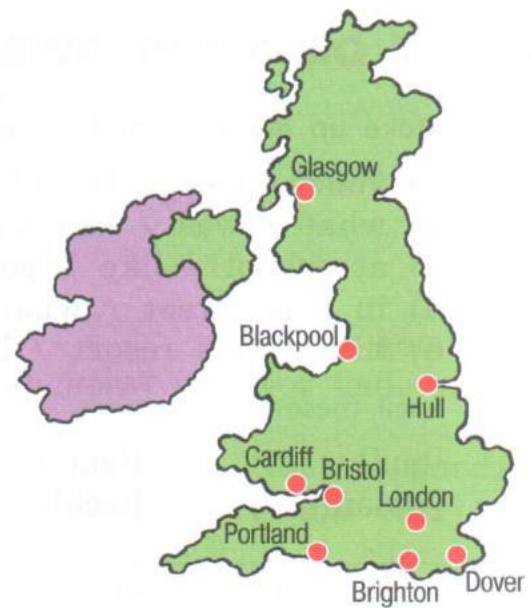 Glasgow
Blackpool
Hull
Cardiff
Bristol
London
Portland
Brighton
Dover